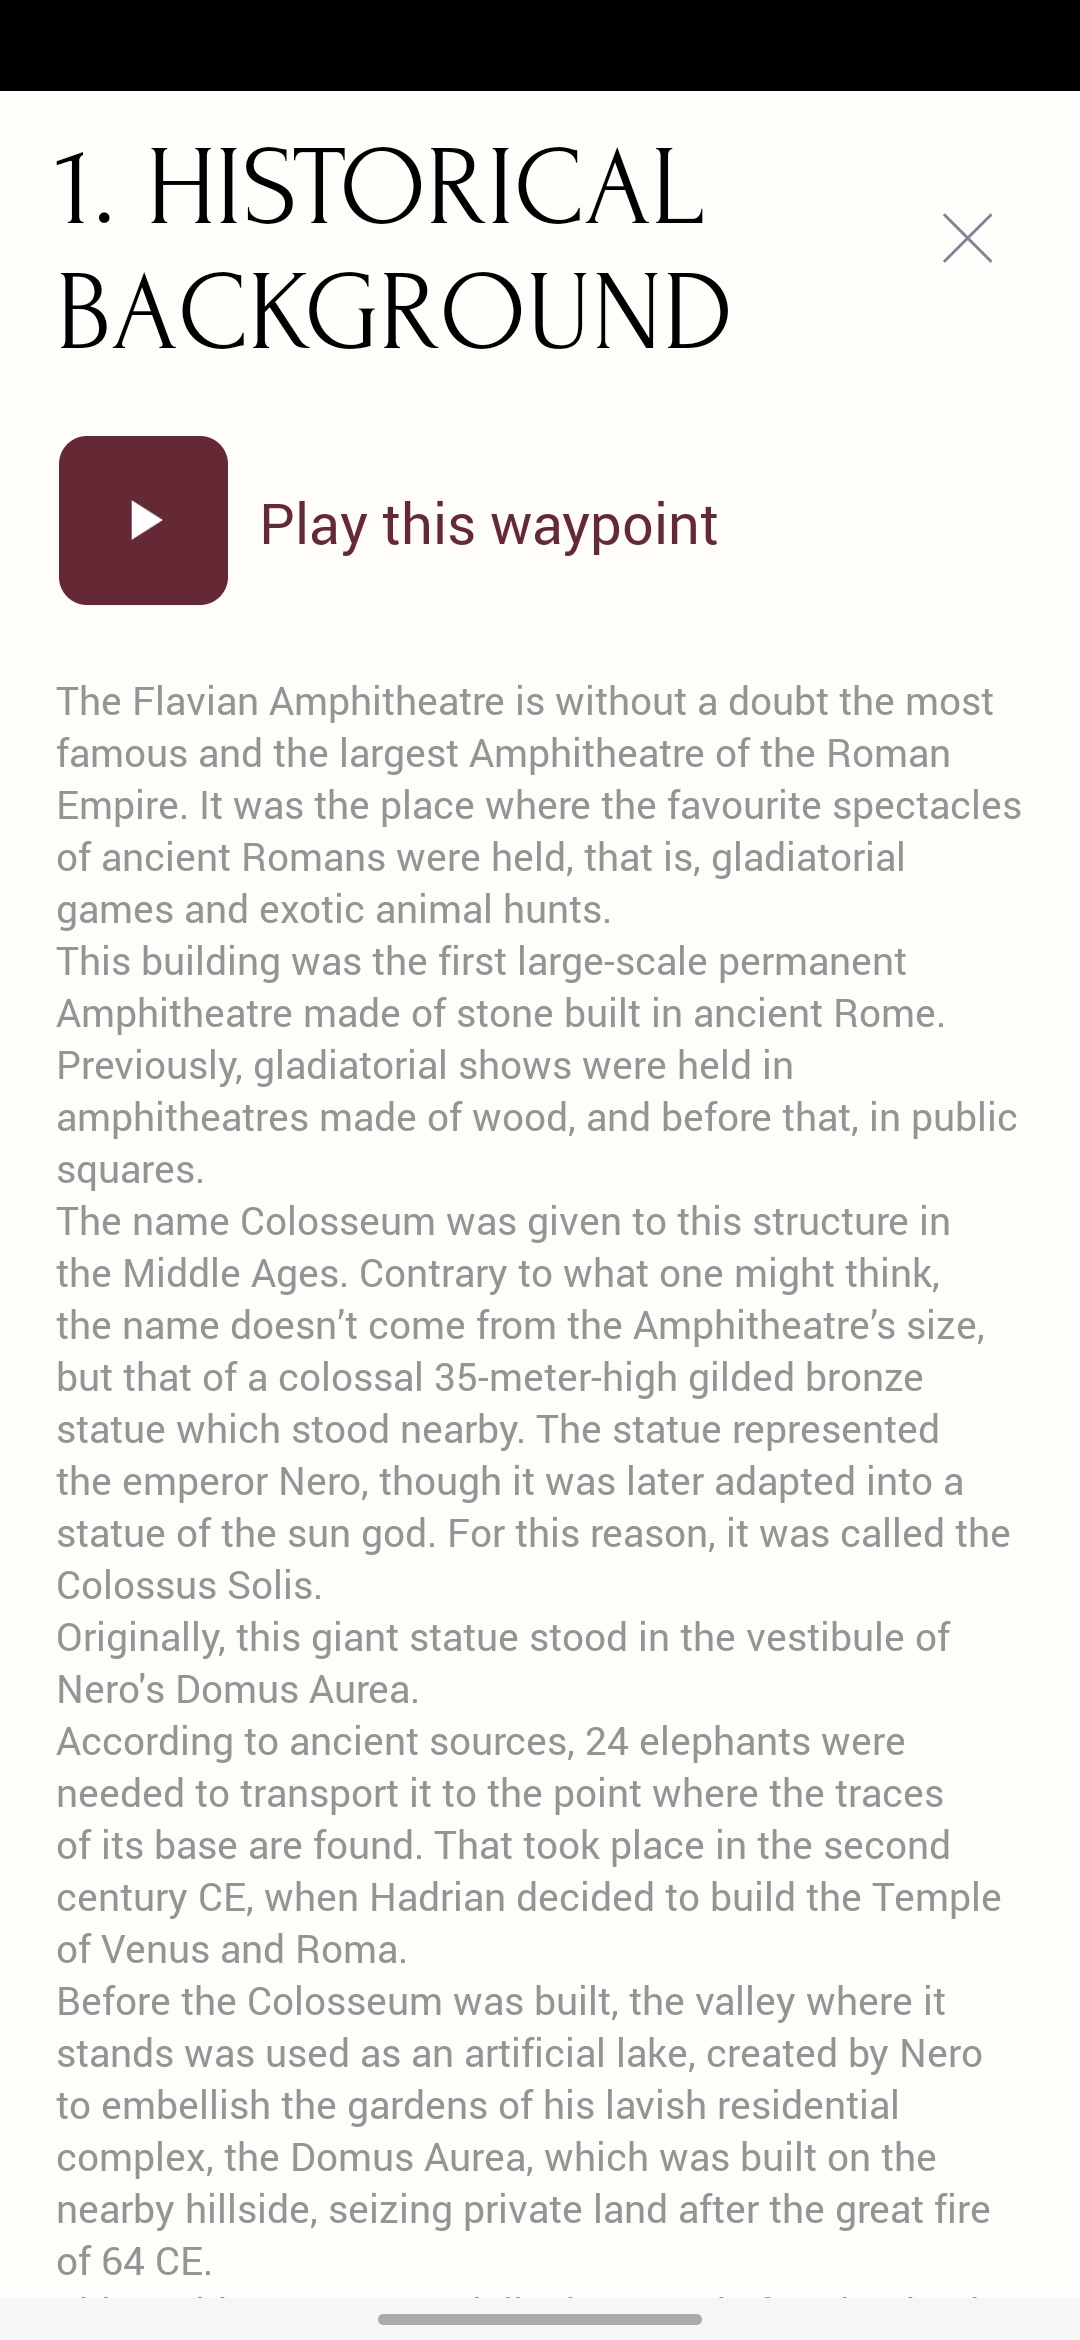 1. HISTORICAL
BACKGROUND
Play this waypoint
The Flavian Amphitheatre is without a doubt the most
famous and the largest Amphitheatre of the Roman
Empire. It was the place where the favourite spectacles
of ancient Romans were held, that is, gladiatorial
games and exotic animal hunts.
This building was the first large-scale permanent
Amphitheatre made of stone built in ancient Rome.
Previously, gladiatorial shows were held in
amphitheatres made of wood, and before that, in public
squares.
The name Colosseum was given to this structure in
the Middle Ages. Contrary to what one might think,
the name doesn’t come from the Amphitheatre’s size,
but that of a colossal 35-meter-high gilded bronze
statue which stood nearby. The statue represented
the emperor Nero, though it was later adapted into a
statue of the sun god. For this reason, it was called the
Colossus Solis.
Originally, this giant statue stood in the vestibule of
Nero's Domus Aurea.
According to ancient sources, 24 elephants were
needed to transport it to the point where the traces
of its base are found. That took place in the second
century CE, when Hadrian decided to build the Temple
of Venus and Roma.
Before the Colosseum was built, the valley where it
stands was used as an artificial lake, created by Nero
to embellish the gardens of his lavish residential
complex, the Domus Aurea, which was built on the
nearby hillside, seizing private land after the great fire
of 64 CE.